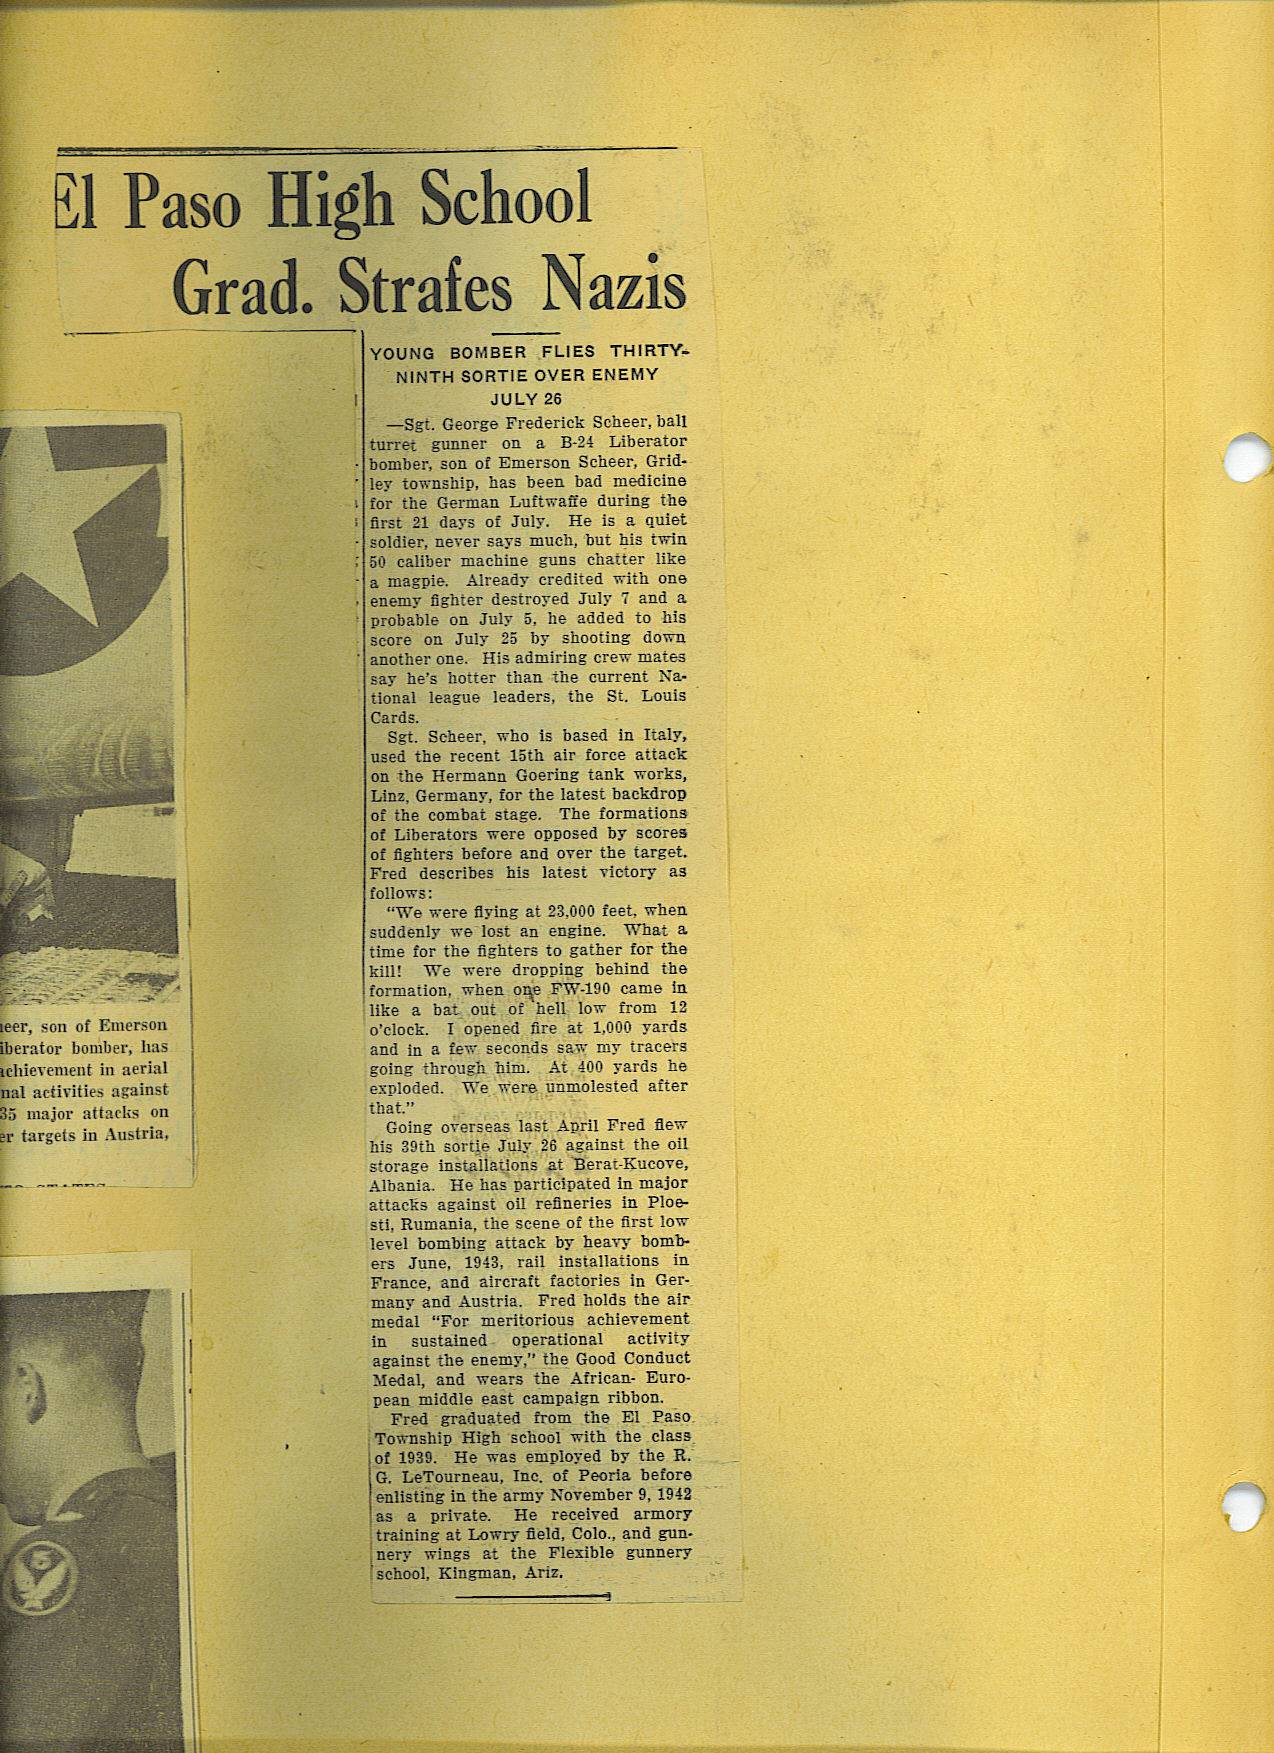 El Paso High School
Grad. Strafes Nazis
YOUNG BOMBER FLIES THIRTY-
NINTH SORTIE OVER ENEMY
JULY 26
—Sgt. George Frederick Scheer, ball
turret gunner on a B-24 Liberator
bomber, son of Emerson Scheer, Grid-
ley township, has been bad medicine
for the German Luftwaffe during the
first 21 days of July. He is a quiet
soldier, never says much, but his twin
50 caliber machine guns chatter like
a magpie. Already credited with one
enemy fighter destroyed July 7 and a
probable on July 5, he added to his
score on July 25 by shooting down
another one. His admiring crew mates
say he's hotter than the current Na-
tional league leaders, the St. Louis
Cards.
Sgt. Scheer, who is based in Italy,
used the recent 15th air force attack
on the Hermann Goering tank works,
Linz, Germany, for the latest backdrop
of the combat stage. The formations
of Liberators were opposed by scores
of fighters before and over the target.
Fred describes his latest victory as
follows:
"We were flying at 23,000 feet, when
suddenly we lost an engine. What a
time for the fighters to gather for the
kill! We were dropping behind the
formation, when one FW-190 came in
like a bat out of hell low from 12
o'clock. I opened fire at 1,000 yards
and in a few seconds saw my tracers
going through him. At 400 yards he
exploded. We were unmolested after
that."
Going overseas last April Fred flew
his 39th sortie July 26 against the oil
storage installations at Berat-Kucove,
Albania. He has participated in major
attacks against oil refineries in Ploe-
sti, Rumania, the scene of the first low
level bombing attack by heavy bomb-
ers June, 1943, rail installations in
France, and aircraft factories in Ger-
many and Austria. Fred holds the air
medal "For meritorious achievement
in sustained operational activity
against the enemy," the Good Conduct
Medal, and wears the African- Euro-
pean middle east campaign ribbon.
Fred graduated from the El Paso
Township High school with the class
of 1939. He was employed by the R.
G. LeTourneau, Inc. of Peoria before
enlisting in the army November 9, 1942
as a private. He received armory
training at Lowry field, Colo., and gun-
nery wings at the Flexible gunnery
school, Kingman, Ariz.
eer, son of Emerson
iberator bomber, has
achievement in aerial
nal activities against
35 major attacks on
er targets in Austria,